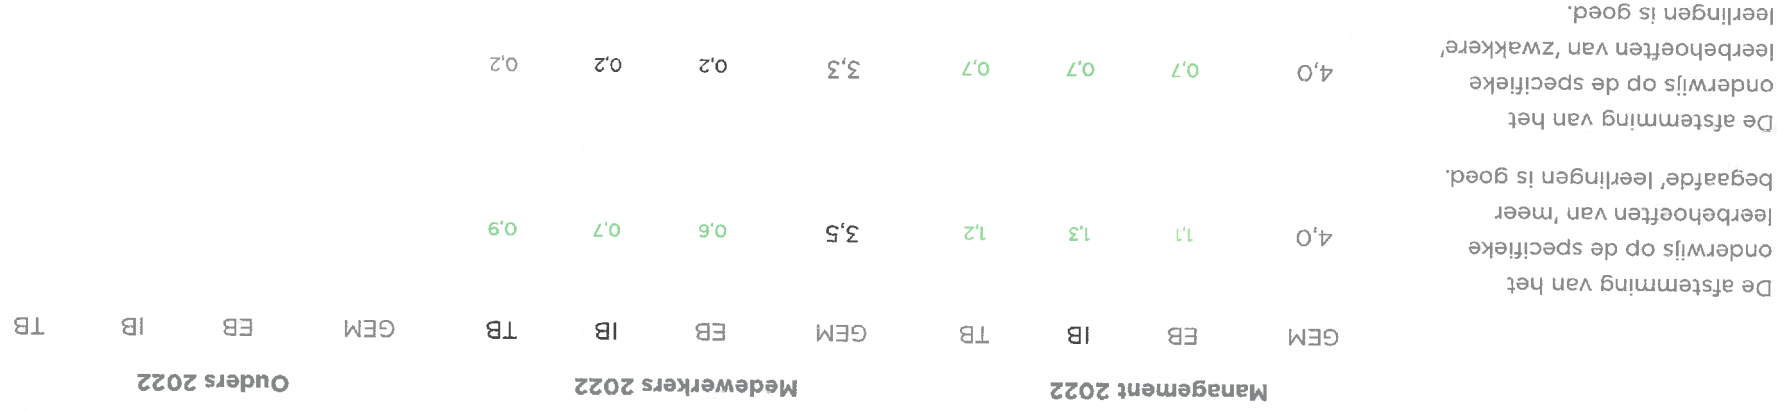 Management 2022 Medewerkers 2022 Ouders 2022
GEM EB IB TB GEM EB IB TB GEM EB IB TB
De afstemming van het
onderwijs op de specifieke
leerbehoeften van 'meer
begaafde' leerlingen is goed.
4,0 1,1 1,3 1,2 3,5 0,6 0,7 0,9
De afstemming van het
onderwijs op de specifieke
leerbehoeften van 'zwakkere'
leerlingen is goed.
4,0 0,7 0,7 0,7 3,3 0,2 0,2 0,2